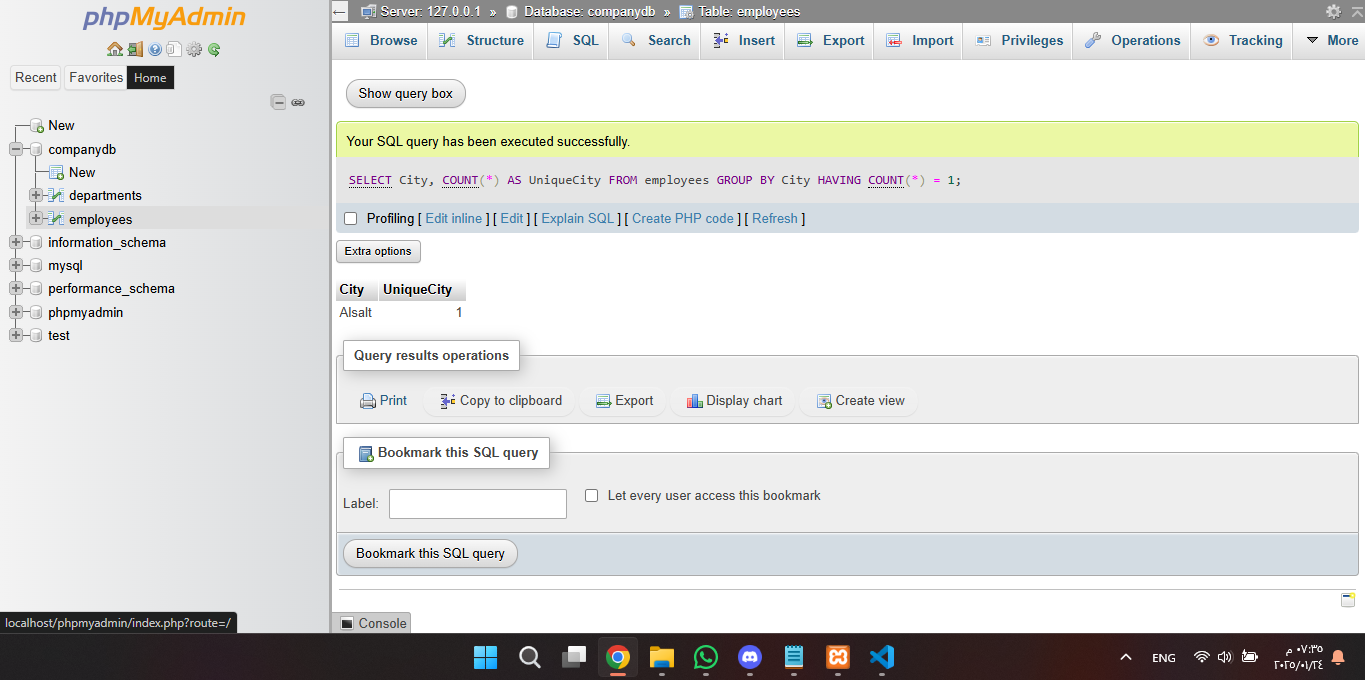 phpMyAdmin
Recent Favorites Home
New
companydb
New
departments
employees
information_schema
mysql
performance_schema
phpmyadmin
test
localhost/phpmyadmin/index.php?route=/
Server: 127.0.0.1 » Database: companydb » Table: employees
Browse Structure SQL Search Insert Export Import Privileges Operations Tracking More
Show query box
Your SQL query has been executed successfully.
SELECT City, COUNT(*) AS UniqueCity FROM employees GROUP BY City HAVING COUNT(*) = 1;
Profiling [ Edit inline ] [ Edit ] [ Explain SQL ] [ Create PHP code ] [ Refresh ]
Extra options
City UniqueCity
Alsalt 1
Query results operations
Print Copy to clipboard Export Display chart Create view
Bookmark this SQL query
Label: Let every user access this bookmark
Bookmark this SQL query
Console
ENG
٠٧:٣٥ م
٢٠٢٥/٠١/٢٤